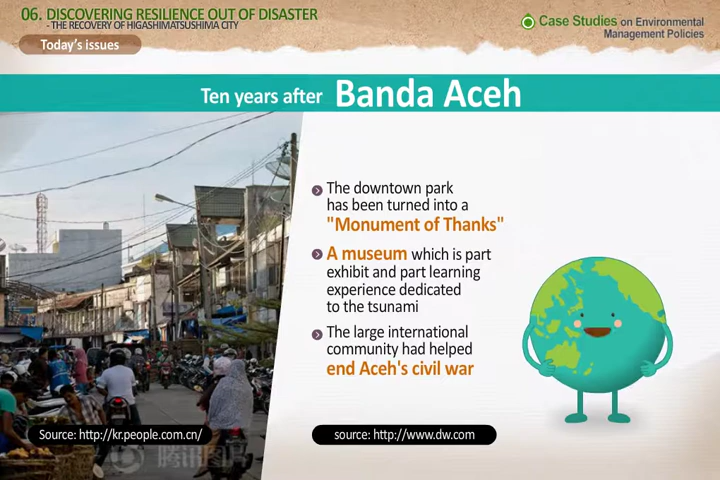 06. DISCOVERING RESILIENCE OUT OF DISASTER
- THE RECOVERY OF HIGASHIMATSUSHIMA CITY
Case Studies on Environmental
Management Policies
Today's issues
Ten years after Banda Aceh
The downtown park
has been turned into a
"Monument of Thanks"
A museum which is part
exhibit and part learning
experience dedicated
to the tsunami
The large international
community had helped
end Aceh's civil war
Source: http://kr.people.com.cn/
source: http://www.dw.com
腾讯图片